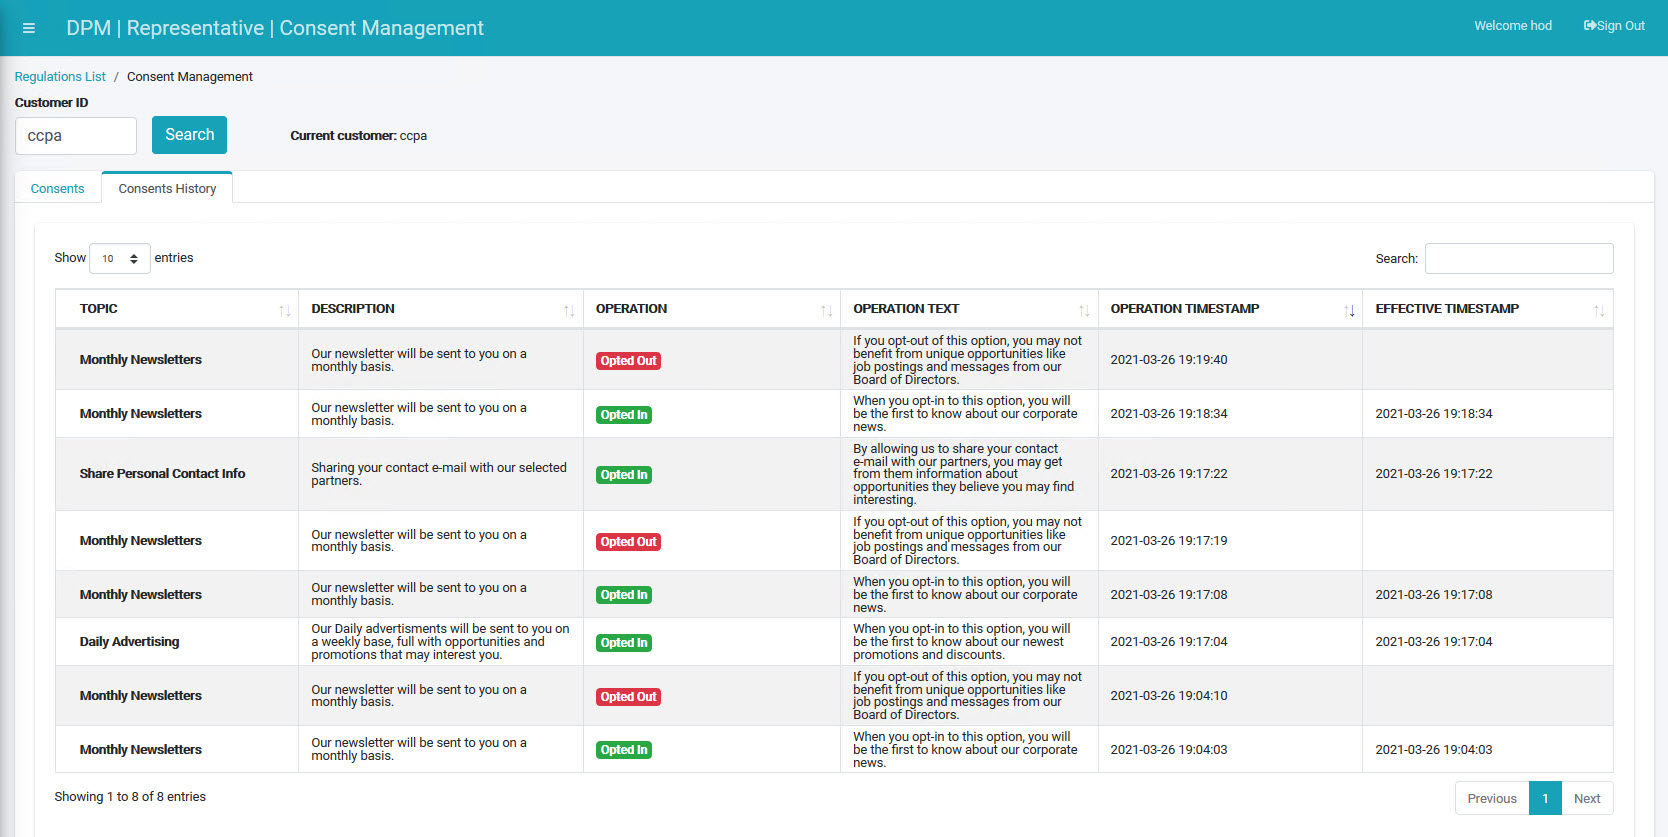 DPM | Representative | Consent Management
Welcome hod
Sign Out
Regulations List / Consent Management
Customer ID
ccpa
Search
Current customer: ccpa
Consents
Consents History
Show 10 entries
Search:
TOPIC
DESCRIPTION
OPERATION
OPERATION TEXT
OPERATION TIMESTAMP
EFFECTIVE TIMESTAMP
Monthly Newsletters
Our newsletter will be sent to you on a
monthly basis.
Opted Out
If you opt-out of this option, you may not
benefit from unique opportunities like
job postings and messages from our
Board of Directors.
2021-03-26 19:19:40
Monthly Newsletters
Our newsletter will be sent to you on a
monthly basis.
Opted In
When you opt-in to this option, you will
be the first to know about our corporate
news.
2021-03-26 19:18:34
2021-03-26 19:18:34
Share Personal Contact Info
Sharing your contact e-mail with our selected
partners.
Opted In
By allowing us to share your contact
e-mail with our partners, you may get
from them information about
opportunities they believe you may find
interesting.
2021-03-26 19:17:22
2021-03-26 19:17:22
Monthly Newsletters
Our newsletter will be sent to you on a
monthly basis.
Opted Out
If you opt-out of this option, you may not
benefit from unique opportunities like
job postings and messages from our
Board of Directors.
2021-03-26 19:17:19
Monthly Newsletters
Our newsletter will be sent to you on a
monthly basis.
Opted In
When you opt-in to this option, you will
be the first to know about our corporate
news.
2021-03-26 19:17:08
2021-03-26 19:17:08
Daily Advertising
Our Daily advertisments will be sent to you on
a weekly base, full with opportunities and
promotions that may interest you.
Opted In
When you opt-in to this option, you will
be the first to know about our newest
promotions and discounts.
2021-03-26 19:17:04
2021-03-26 19:17:04
Monthly Newsletters
Our newsletter will be sent to you on a
monthly basis.
Opted Out
If you opt-out of this option, you may not
benefit from unique opportunities like
job postings and messages from our
Board of Directors.
2021-03-26 19:04:10
Monthly Newsletters
Our newsletter will be sent to you on a
monthly basis.
Opted In
When you opt-in to this option, you will
be the first to know about our corporate
news.
2021-03-26 19:04:03
2021-03-26 19:04:03
Showing 1 to 8 of 8 entries
Previous 1 Next